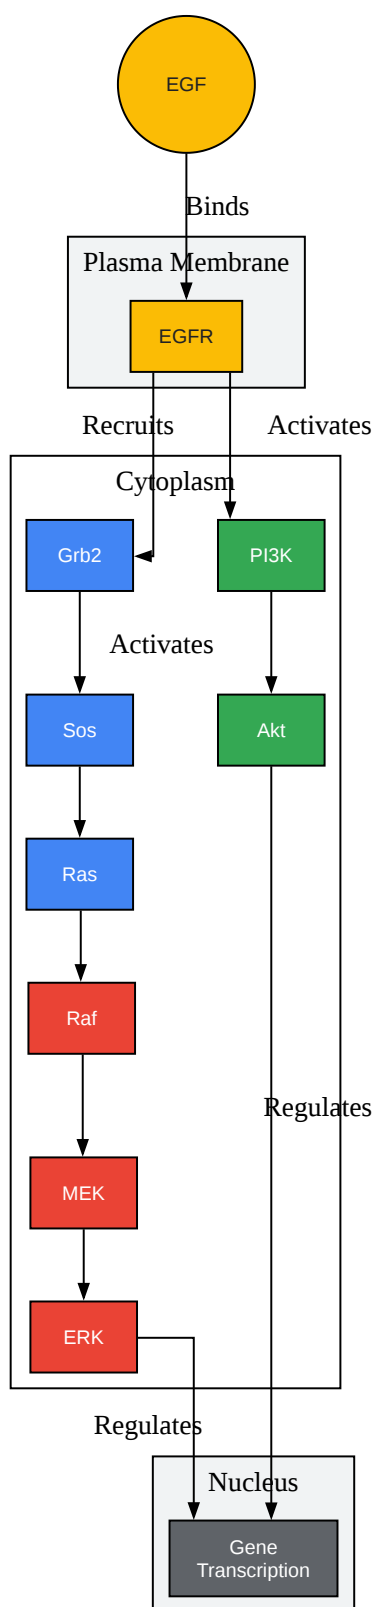 EGF
Binds
Plasma Membrane
EGFR
Recruits
Activates
Cytoplasm
Grb2
PI3K
Activates
Sos
Akt
Ras
Raf
Regulates
MEK
ERK
Regulates
Nucleus
Gene
Transcription